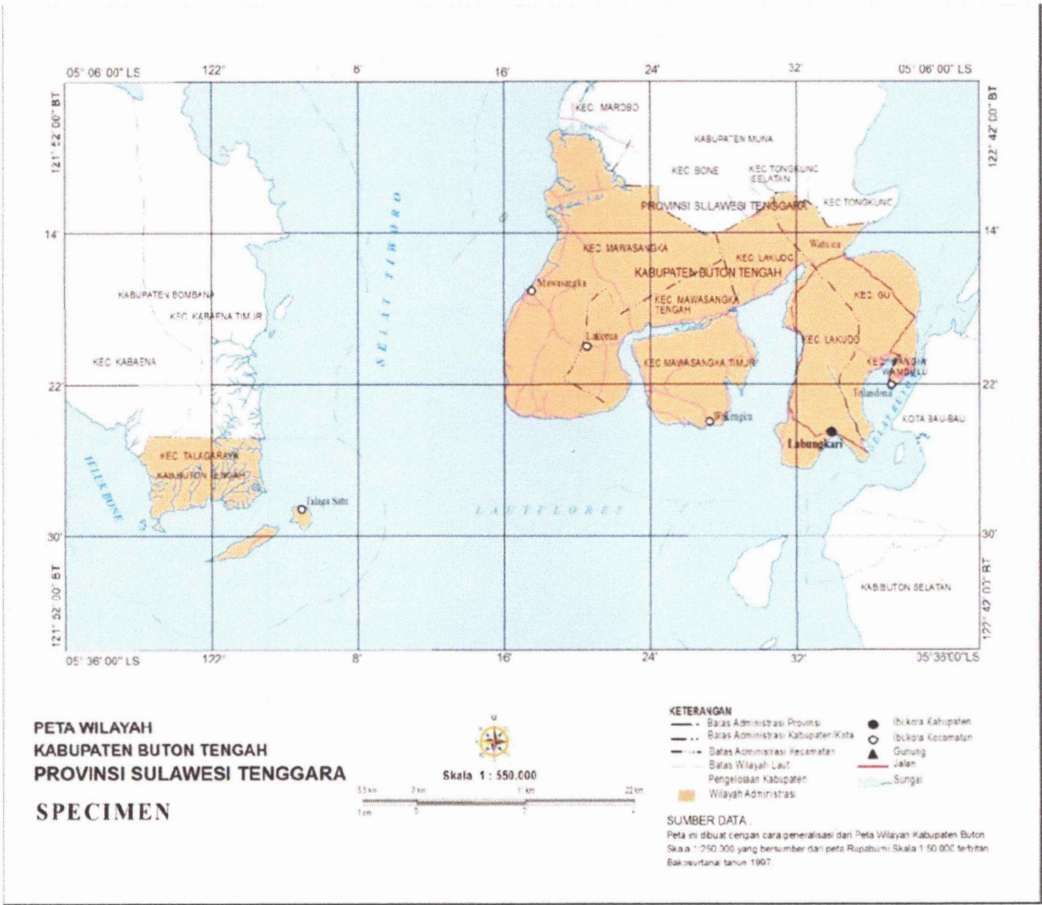 05° 06' 00" LS 122° 8' 16' 24' 32' 05° 06' 00" LS
121° 52' 00" BT
122° 42' 00" BT
KEC. MAROBO
KABUPATEN MUNA
KEC. BONE
KEC TONGKUNC
SELATAN
KEC TONGKUNC
PROVINSI SULAWESI TENGGARA
14'
14'
SELAT TIWORO
KEC. MAWASANGKA
KEC. LAKUDO
KABUPATEN BUTON TENGAH
KABUPATEN BOMBANA
KEC. KABAENA TIMUR
KEC. KABAENA
Mawasangka
KEC. MAWASANGKA
TENGAH
KEC. GU
Lakorua
KEC. LAKUDO
KEC MAWASANGKA TIMUR
WAMBULU
22'
22'
Tolandona
KOTA BAU-BAU
SELAT BUTON
Labungkari
KEC. TALAGARAYA
KAB.BUTON TENGAH
TELUK BONE
Talaga Satu
LAUT FLORES
30'
30'
KAB.BUTON SELATAN
121° 52' 00" BT
122° 42' 00" BT
05° 36' 00" LS 122° 8' 16' 24' 32' 05°36'00"LS
PETA WILAYAH
KABUPATEN BUTON TENGAH
PROVINSI SULAWESI TENGGARA
SPECIMEN
U
Skala 1 : 550.000
KETERANGAN
Batas Administrasi Provinsi
Batas Administrasi Kabupaten/Kota
Batas Administrasi Kecamatan
Batas Wilayah Laut
Pengelolaan Kabupaten
Wilayah Administrasi
Ibukota Kabupaten
Ibukota Kecamatan
Gunung
Jalan
Sungai
SUMBER DATA :
Peta ini dibuat dengan cara generalisasi dari Peta Wilayah Kabupaten Buton
Skala 1:250.000 yang bersumber dari peta Rupabumi Skala 1:50.000 terbitan
Bakosurtanal tahun 1997.